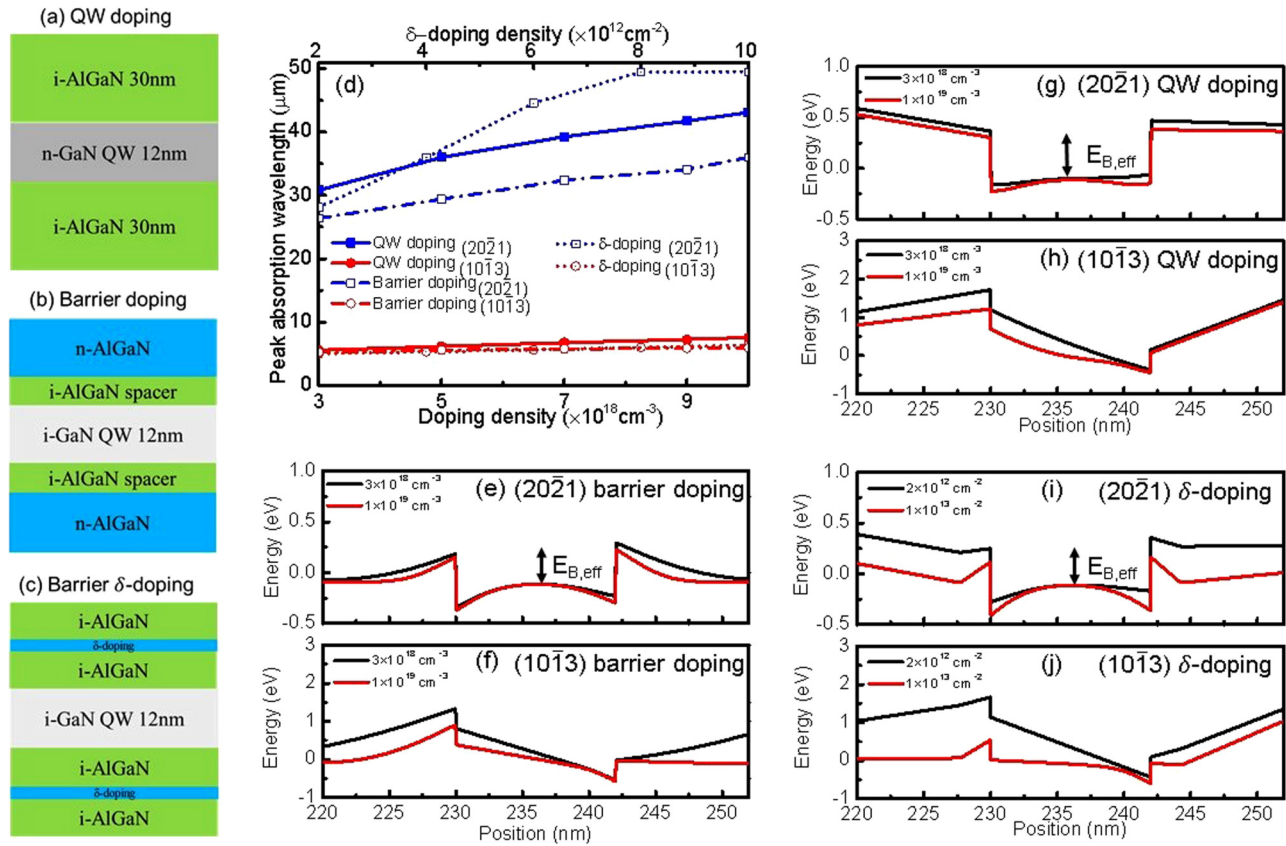 (a) QW doping
i-AlGaN 30nm
n-GaN QW 12nm
i-AlGaN 30nm
(b) Barrier doping
n-AlGaN
i-AlGaN spacer
i-GaN QW 12nm
i-AlGaN spacer
n-AlGaN
(c) Barrier δ-doping
i-AlGaN
δ-doping
i-AlGaN
i-GaN QW 12nm
i-AlGaN
δ-doping
i-AlGaN
δ–doping density (×10¹²cm⁻²)
2 4 6 8 10
(d)
Peak absorption wavelength (μm)
50
40
30
20
10
0
QW doping (202̄1)
QW doping (101̄3)
Barrier doping (202̄1)
Barrier doping (101̄3)
δ-doping (202̄1)
δ-doping (101̄3)
3 5 7 9
Doping density (×10¹⁸cm⁻³)
(e) (202̄1) barrier doping
3×10¹⁸ cm⁻³
1×10¹⁹ cm⁻³
E_B,eff
Energy (eV)
1.0
0.5
0.0
-0.5
(f) (101̄3) barrier doping
3×10¹⁸ cm⁻³
1×10¹⁹ cm⁻³
Energy (eV)
3
2
1
0
-1
220 225 230 235 240 245 250
Position (nm)
(g) (202̄1) QW doping
3×10¹⁸ cm⁻³
1×10¹⁹ cm⁻³
E_B,eff
Energy (eV)
1.0
0.5
0.0
-0.5
(h) (101̄3) QW doping
3×10¹⁸ cm⁻³
1×10¹⁹ cm⁻³
Energy (eV)
3
2
1
0
-1
220 225 230 235 240 245 250
Position (nm)
(i) (202̄1) δ-doping
2×10¹² cm⁻²
1×10¹³ cm⁻²
E_B,eff
Energy (eV)
1.0
0.5
0.0
-0.5
(j) (101̄3) δ-doping
2×10¹² cm⁻²
1×10¹³ cm⁻²
Energy (eV)
3
2
1
0
-1
220 225 230 235 240 245 250
Position (nm)